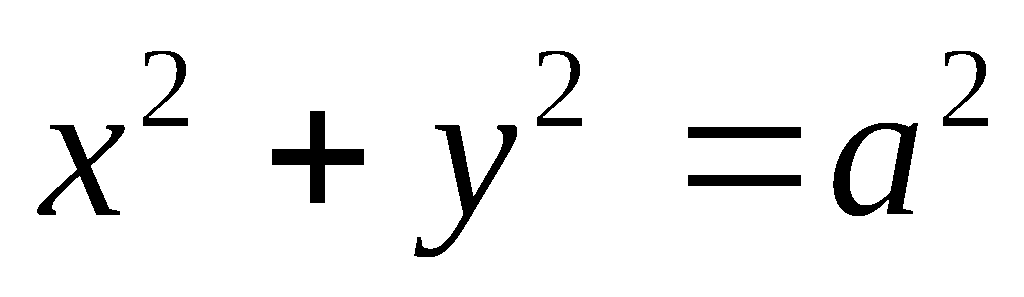 x² + y² = a²